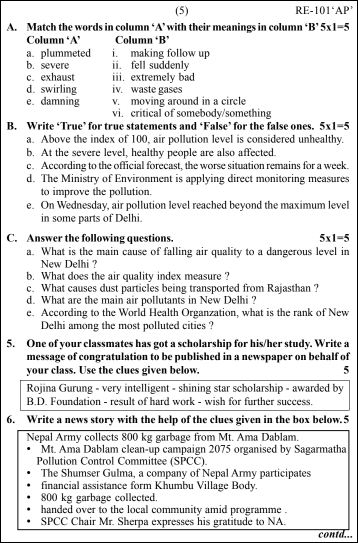 (5) RE-101'AP'
A. Match the words in column 'A' with their meanings in column 'B' 5x1=5
Column 'A' Column 'B'
a. plummeted i. making follow up
b. severe ii. fell suddenly
c. exhaust iii. extremely bad
d. swirling iv. waste gases
e. damning v. moving around in a circle
vi. critical of somebody/something
B. Write 'True' for true statements and 'False' for the false ones. 5x1=5
a. Above the index of 100, air pollution level is considered unhealthy.
b. At the severe level, healthy people are also affected.
c. According to the official forecast, the worse situation remains for a week.
d. The Ministry of Environment is applying direct monitoring measures
to improve the pollution.
e. On Wednesday, air pollution level reached beyond the maximum level
in some parts of Delhi.
C. Answer the following questions. 5x1=5
a. What is the main cause of falling air quality to a dangerous level in
New Delhi ?
b. What does the air quality index measure ?
c. What causes dust particles being transported from Rajasthan ?
d. What are the main air pollutants in New Delhi ?
e. According to the World Health Organzation, what is the rank of New
Delhi among the most polluted cities ?
5. One of your classmates has got a scholarship for his/her study. Write a
message of congratulation to be published in a newspaper on behalf of
your class. Use the clues given below. 5
Rojina Gurung - very intelligent - shining star scholarship - awarded by
B.D. Foundation - result of hard work - wish for further success.
6. Write a news story with the help of the clues given in the box below. 5
Nepal Army collects 800 kg garbage from Mt. Ama Dablam.
• Mt. Ama Dablam clean-up campaign 2075 organised by Sagarmatha
Pollution Control Committee (SPCC).
• The Shumser Gulma, a company of Nepal Army participates
• financial assistance form Khumbu Village Body.
• 800 kg garbage collected.
• handed over to the local community amid programme .
• SPCC Chair Mr. Sherpa expresses his gratitude to NA.
contd...